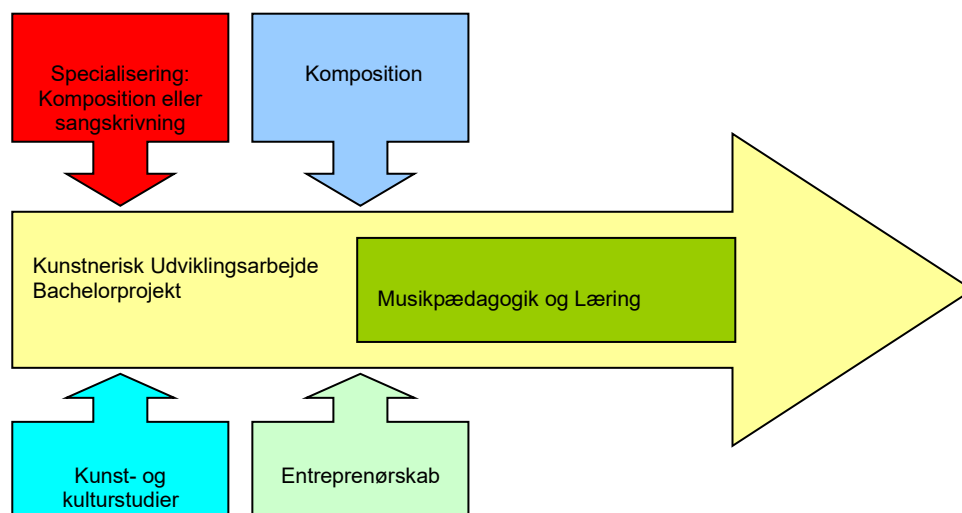 Specialisering:
Komposition eller
sangskrivning
Komposition
Kunstnerisk Udviklingsarbejde
Bachelorprojekt
Musikpædagogik og Læring
Kunst- og
kulturstudier
Entreprenørskab